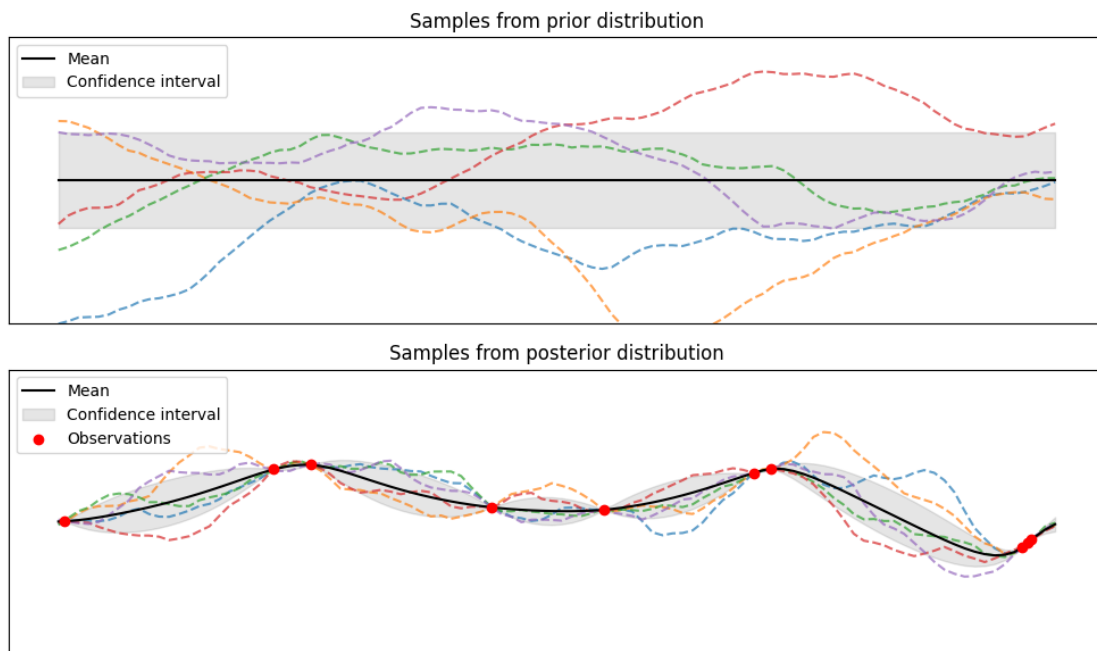 Samples from prior distribution
Mean
Confidence interval
Samples from posterior distribution
Mean
Confidence interval
Observations